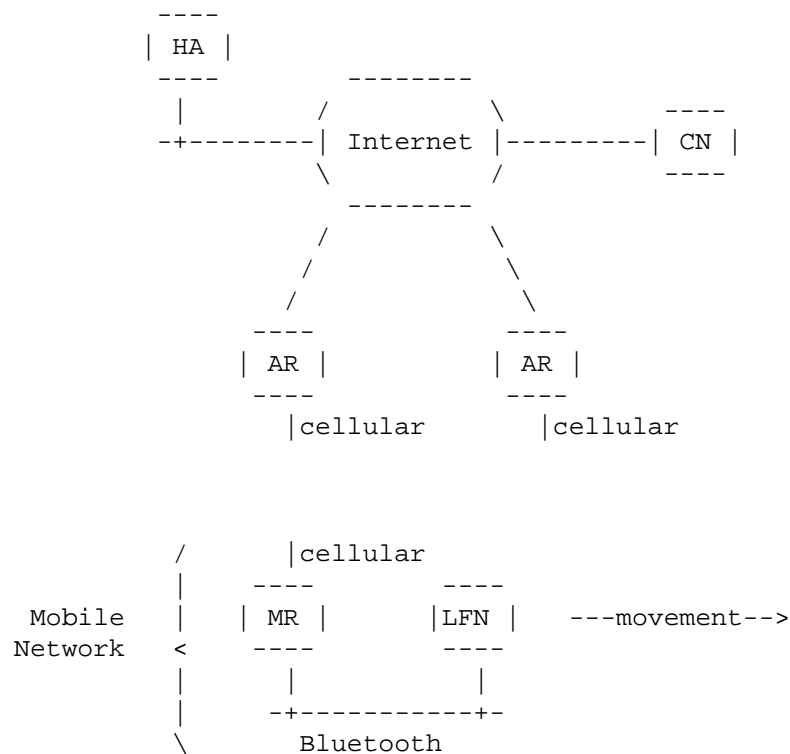 HA
Internet CN
AR AR
cellular cellular
cellular
Mobile MR LFN ---movement-->
Network
Bluetooth